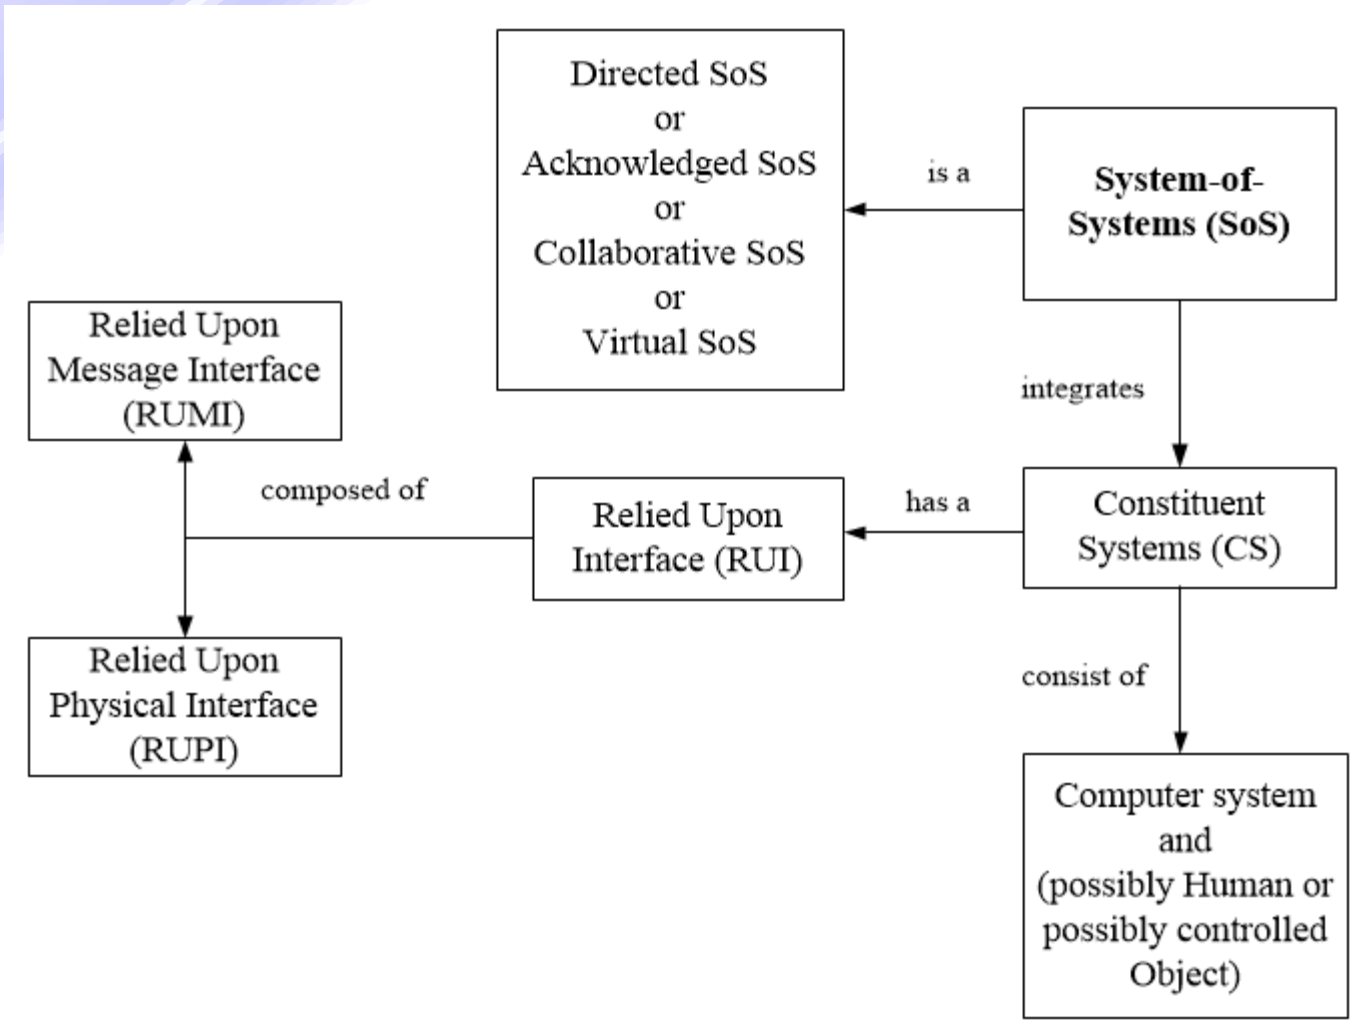 Directed SoS
or
Acknowledged SoS
or
Collaborative SoS
or
Virtual SoS
is a
System-of-
Systems (SoS)
integrates
Relied Upon
Message Interface
(RUMI)
composed of
Relied Upon
Interface (RUI)
has a
Constituent
Systems (CS)
Relied Upon
Physical Interface
(RUPI)
consist of
Computer system
and
(possibly Human or
possibly controlled
Object)